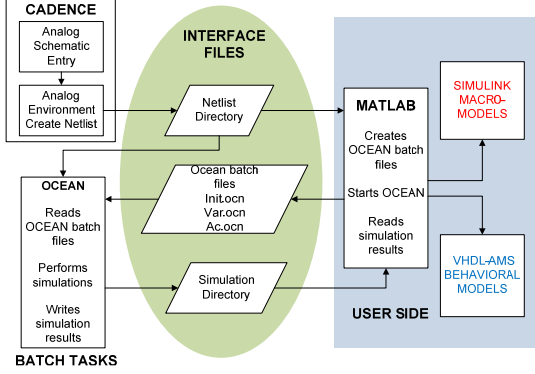 CADENCE
Analog
Schematic
Entry
Analog
Environment
Create Netlist
INTERFACE
FILES
Netlist
Directory
Ocean batch
files
Init.ocn
Var.ocn
Ac.ocn
Simulation
Directory
OCEAN
Reads
OCEAN batch
files
Performs
simulations
Writes
simulation
results
BATCH TASKS
MATLAB
Creates
OCEAN batch
files
Starts OCEAN
Reads
simulation
results
USER SIDE
SIMULINK
MACRO-
MODELS
VHDL-AMS
BEHAVIORAL
MODELS